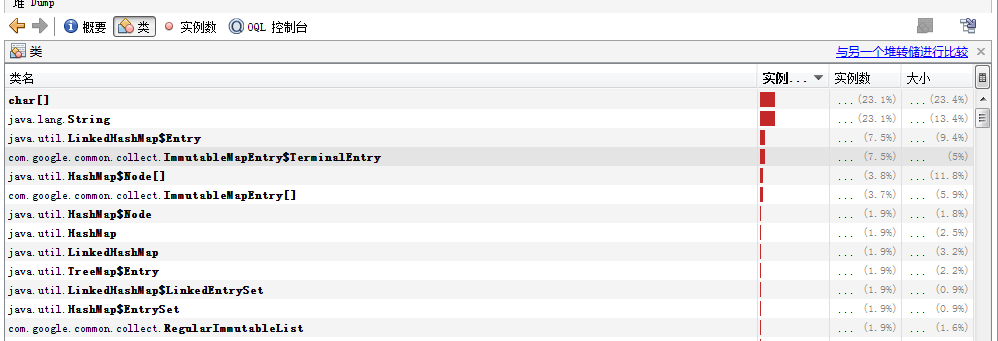 堆 Dump
概要 类 实例数 OQL 控制台
类 与另一个堆转储进行比较
类名 实例... 实例数 大小
char[] ... (23.1%) ... (23.4%)
java.lang.String ... (23.1%) ... (13.4%)
java.util.LinkedHashMap$Entry ... (7.5%) ... (9.4%)
com.google.common.collect.ImmutableMapEntry$TerminalEntry ... (7.5%) ... (5%)
java.util.HashMap$Node[] ... (3.8%) ... (11.8%)
com.google.common.collect.ImmutableMapEntry[] ... (3.7%) ... (5.9%)
java.util.HashMap$Node ... (1.9%) ... (1.8%)
java.util.HashMap ... (1.9%) ... (2.5%)
java.util.LinkedHashMap ... (1.9%) ... (3.2%)
java.util.TreeMap$Entry ... (1.9%) ... (2.2%)
java.util.LinkedHashMap$LinkedEntrySet ... (1.9%) ... (0.9%)
java.util.HashMap$EntrySet ... (1.9%) ... (0.9%)
com.google.common.collect.RegularImmutableList ... (1.9%) ... (1.6%)